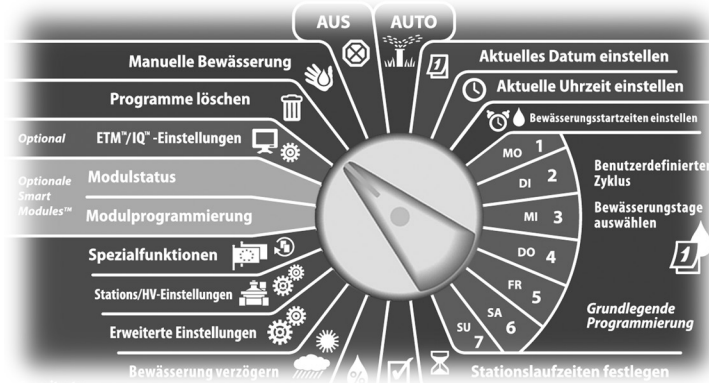 AUS
AUTO
Manuelle Bewässerung
Programme löschen
Optional
ETM™/IQ™ -Einstellungen
Optionale
Smart
Modules™
Modulstatus
Modulprogrammierung
Spezialfunktionen
Stations/HV-Einstellungen
Erweiterte Einstellungen
Bewässerung verzögern
%
Aktuelles Datum einstellen
1
Aktuelle Uhrzeit einstellen
Bewässerungsstartzeiten einstellen
MO 1
DI 2
MI 3
DO 4
FR 5
SA 6
SU 7
Benutzerdefinierter
Zyklus
Bewässerungstage
auswählen
1
Grundlegende
Programmierung
Stationslaufzeiten festlegen